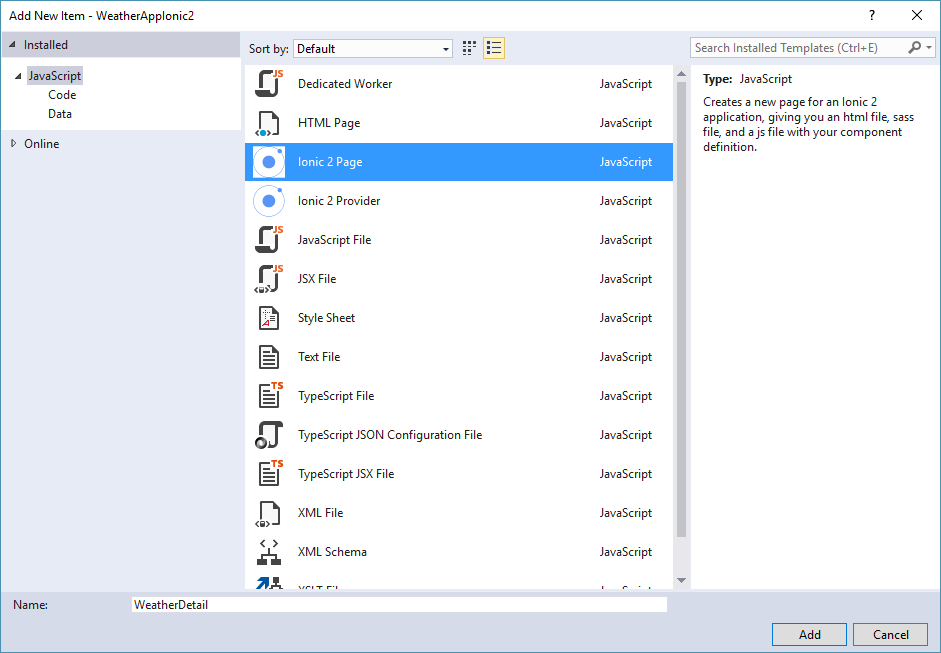 Add New Item - WeatherAppIonic2
?
Installed
JavaScript
Code
Data
Online
Sort by: Default
Search Installed Templates (Ctrl+E)
JS Dedicated Worker JavaScript
HTML Page JavaScript
Ionic 2 Page JavaScript
Ionic 2 Provider JavaScript
JS JavaScript File JavaScript
JS JSX File JavaScript
Style Sheet JavaScript
Text File JavaScript
TS TypeScript File JavaScript
TypeScript JSON Configuration File JavaScript
TS TypeScript JSX File JavaScript
XML File JavaScript
XML Schema JavaScript
XSLT File JavaScript
Type: JavaScript
Creates a new page for an Ionic 2
application, giving you an html file, sass
file, and a js file with your component
definition.
Name: WeatherDetail
Add Cancel